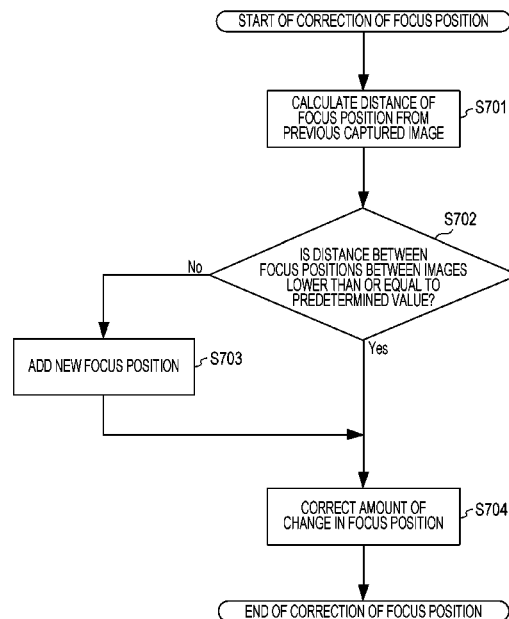 START OF CORRECTION OF FOCUS POSITION
CALCULATE DISTANCE OF
FOCUS POSITION FROM
PREVIOUS CAPTURED IMAGE
S701
S702
IS DISTANCE BETWEEN
FOCUS POSITIONS BETWEEN IMAGES
LOWER THAN OR EQUAL TO
PREDETERMINED VALUE?
No
Yes
ADD NEW FOCUS POSITION
S703
CORRECT AMOUNT OF
CHANGE IN FOCUS POSITION
S704
END OF CORRECTION OF FOCUS POSITION